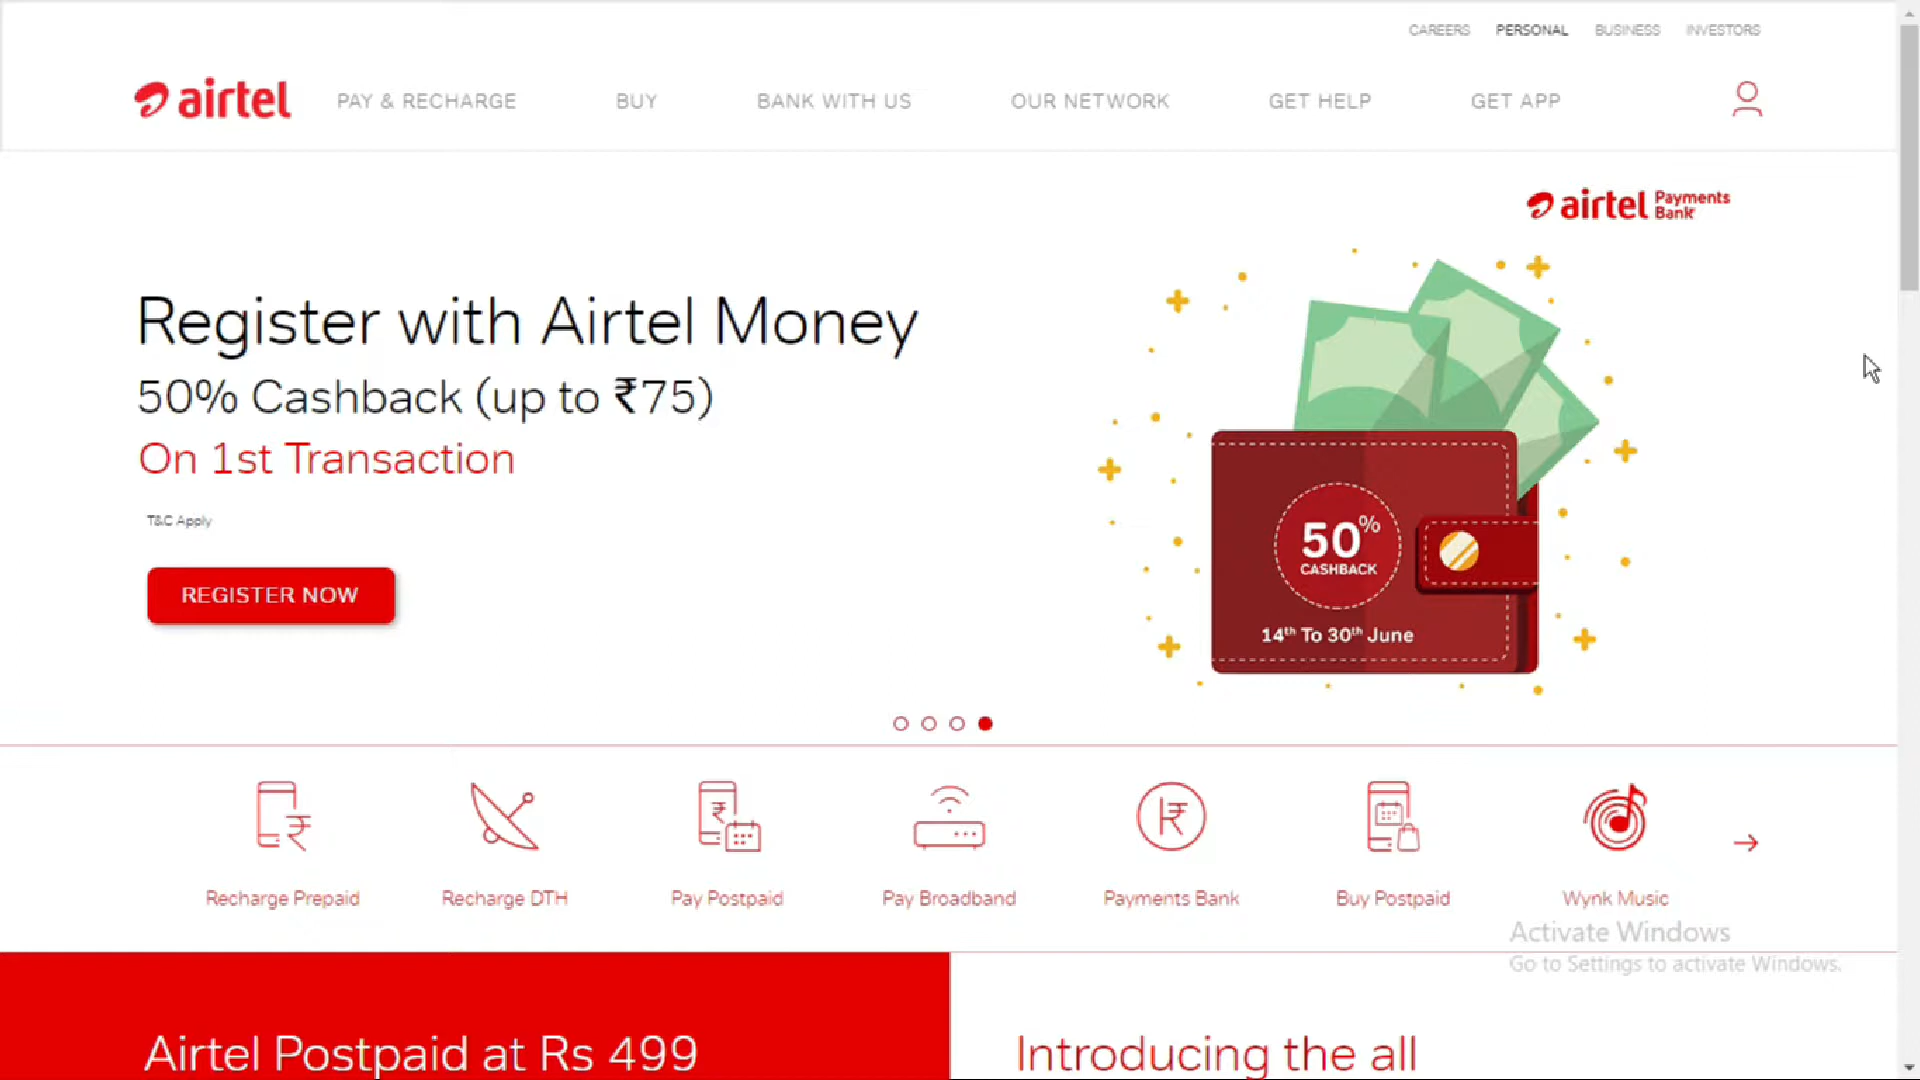 CAREERS PERSONAL BUSINESS INVESTORS
airtel PAY & RECHARGE BUY BANK WITH US OUR NETWORK GET HELP GET APP
airtel Payments Bank
Register with Airtel Money
50% Cashback (up to ₹75)
On 1st Transaction
T&C Apply
REGISTER NOW
50%
CASHBACK
14th To 30th June
Recharge Prepaid Recharge DTH Pay Postpaid Pay Broadband Payments Bank Buy Postpaid Wynk Music
Activate Windows
Go to Settings to activate Windows.
Airtel Postpaid at Rs 499 Introducing the all